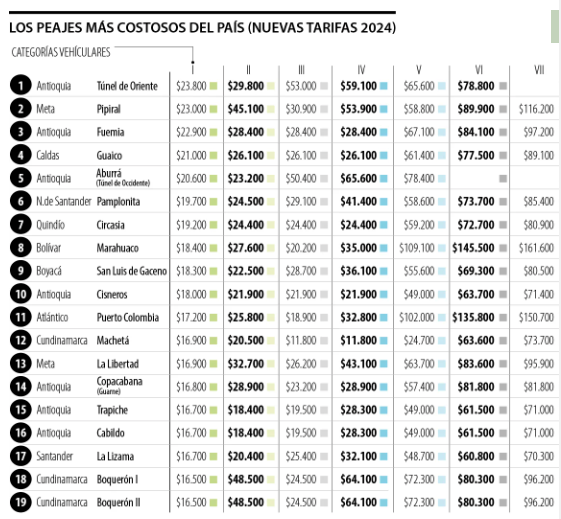 LOS PEAJES MÁS COSTOSOS DEL PAÍS (NUEVAS TARIFAS 2024)
CATEGORÍAS VEHÍCULARES
I II III IV V VI VII
1 Antioquia Túnel de Oriente $23.800 $29.800 $53.000 $59.100 $65.600 $78.800
2 Meta Pipiral $23.000 $45.100 $30.900 $53.900 $58.800 $89.900 $116.200
3 Antioquia Fuemia $22.900 $28.400 $28.400 $28.400 $67.100 $84.100 $97.200
4 Caldas Guaico $21.000 $26.100 $26.100 $26.100 $61.400 $77.500 $89.100
5 Antioquia Aburrá (Túnel de Occidente) $20.600 $23.200 $50.400 $65.600 $78.400
6 N.de Santander Pamplonita $19.700 $24.500 $29.100 $41.400 $58.600 $73.700 $85.400
7 Quindío Circasia $19.200 $24.400 $24.400 $24.400 $59.200 $72.700 $80.900
8 Bolívar Marahuaco $18.400 $27.600 $20.200 $35.000 $109.100 $145.500 $161.600
9 Boyacá San Luis de Gaceno $18.300 $22.500 $28.700 $36.100 $55.600 $69.300 $80.500
10 Antioquia Cisneros $18.000 $21.900 $21.900 $21.900 $49.000 $63.700 $71.400
11 Atlántico Puerto Colombia $17.200 $25.800 $18.900 $32.800 $102.000 $135.800 $150.700
12 Cundinamarca Machetá $16.900 $20.500 $11.800 $11.800 $24.700 $63.600 $73.700
13 Meta La Libertad $16.900 $32.700 $26.200 $43.100 $63.700 $83.600 $95.900
14 Antioquia Copacabana (Guarne) $16.800 $28.900 $23.200 $28.900 $57.400 $81.800 $81.800
15 Antioquia Trapiche $16.700 $18.400 $19.500 $28.300 $49.000 $61.500 $71.000
16 Antioquia Cabildo $16.700 $18.400 $19.500 $28.300 $49.000 $61.500 $71.000
17 Santander La Lizama $16.700 $20.400 $25.400 $32.100 $48.700 $60.800 $70.300
18 Cundinamarca Boquerón I $16.500 $48.500 $24.500 $64.100 $72.300 $80.300 $96.200
19 Cundinamarca Boquerón II $16.500 $48.500 $24.500 $64.100 $72.300 $80.300 $96.200